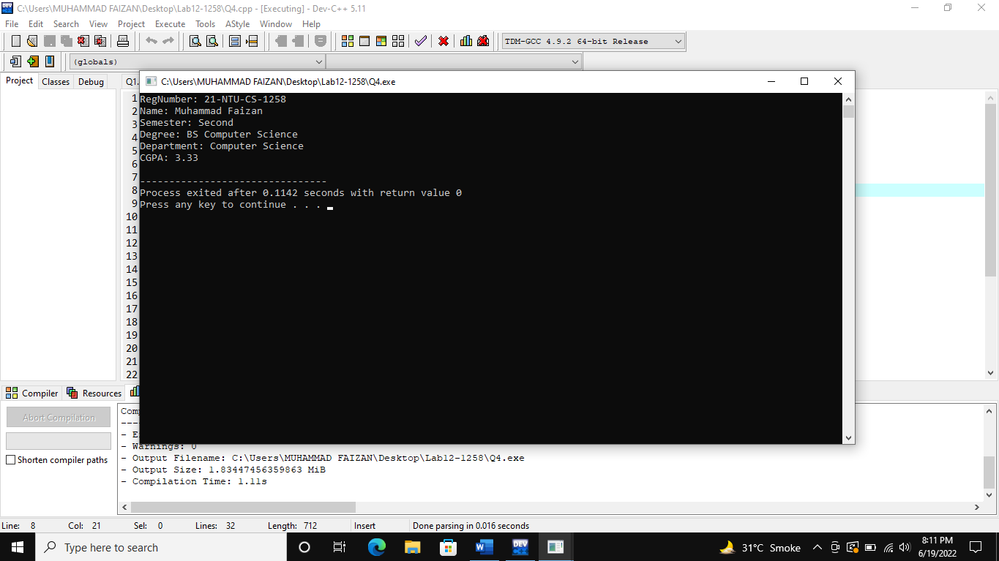 C:\Users\MUHAMMAD FAIZAN\Desktop\Lab12-1258\Q4.cpp - [Executing] - Dev-C++ 5.11
File Edit Search View Project Execute Tools AStyle Window Help
TDM-GCC 4.9.2 64-bit Release
(globals)
Project Classes Debug Q1.
C:\Users\MUHAMMAD FAIZAN\Desktop\Lab12-1258\Q4.exe
1
2
3
4
5
6
7
8
9
10
11
12
13
14
15
16
17
18
19
20
21
22
RegNumber: 21-NTU-CS-1258
Name: Muhammad Faizan
Semester: Second
Degree: BS Computer Science
Department: Computer Science
CGPA: 3.33
--------------------------------
Process exited after 0.1142 seconds with return value 0
Press any key to continue . . .
Compiler Resources
Abort Compilation
Shorten compiler paths
- Warnings: 0
- Output Filename: C:\Users\MUHAMMAD FAIZAN\Desktop\Lab12-1258\Q4.exe
- Output Size: 1.83447456359863 MiB
- Compilation Time: 1.11s
Line: 8 Col: 21 Sel: 0 Lines: 32 Length: 712 Insert Done parsing in 0.016 seconds
Type here to search
DEV
31°C Smoke
8:11 PM
6/19/2022